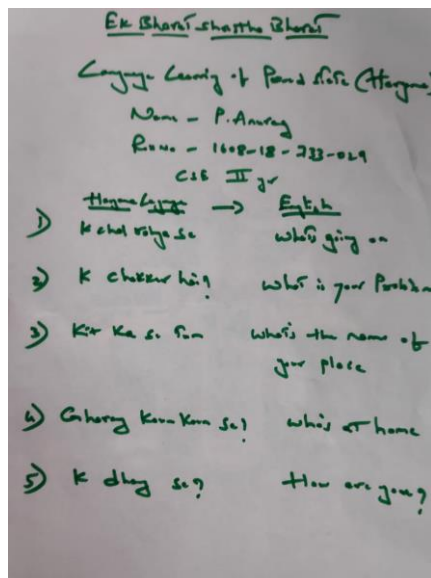 Ek Bharat shrestha Bharat
Language Learning of Paired state (Haryana)
Name - P. Anurag
R.no - 1608-18-733-029
CSE II yr
Haryana Language → English
1) K chal rahya se what's going on
2) K chakkar hai? what is your Problem
3) Kit Ka se Tum what's the name of
your place
4) Gharay Kaun Kaun se? who's at home
5) K dhang se? How are you?